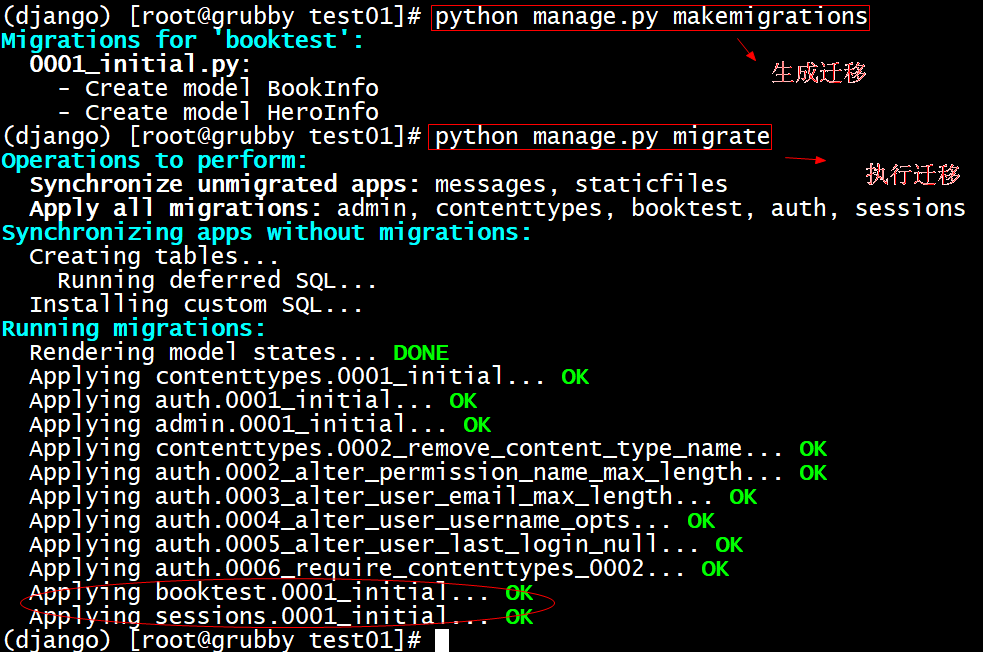 (django) [root@grubby test01]# python manage.py makemigrations
Migrations for 'booktest':
0001_initial.py:
- Create model BookInfo
生成迁移
- Create model HeroInfo
(django) [root@grubby test01]# python manage.py migrate
Operations to perform:
执行迁移
Synchronize unmigrated apps: messages, staticfiles
Apply all migrations: admin, contenttypes, booktest, auth, sessions
Synchronizing apps without migrations:
Creating tables...
Running deferred SQL...
Installing custom SQL...
Running migrations:
Rendering model states... DONE
Applying contenttypes.0001_initial... OK
Applying auth.0001_initial... OK
Applying admin.0001_initial... OK
Applying contenttypes.0002_remove_content_type_name... OK
Applying auth.0002_alter_permission_name_max_length... OK
Applying auth.0003_alter_user_email_max_length... OK
Applying auth.0004_alter_user_username_opts... OK
Applying auth.0005_alter_user_last_login_null... OK
Applying auth.0006_require_contenttypes_0002... OK
Applying booktest.0001_initial... OK
Applying sessions.0001_initial... OK
(django) [root@grubby test01]#